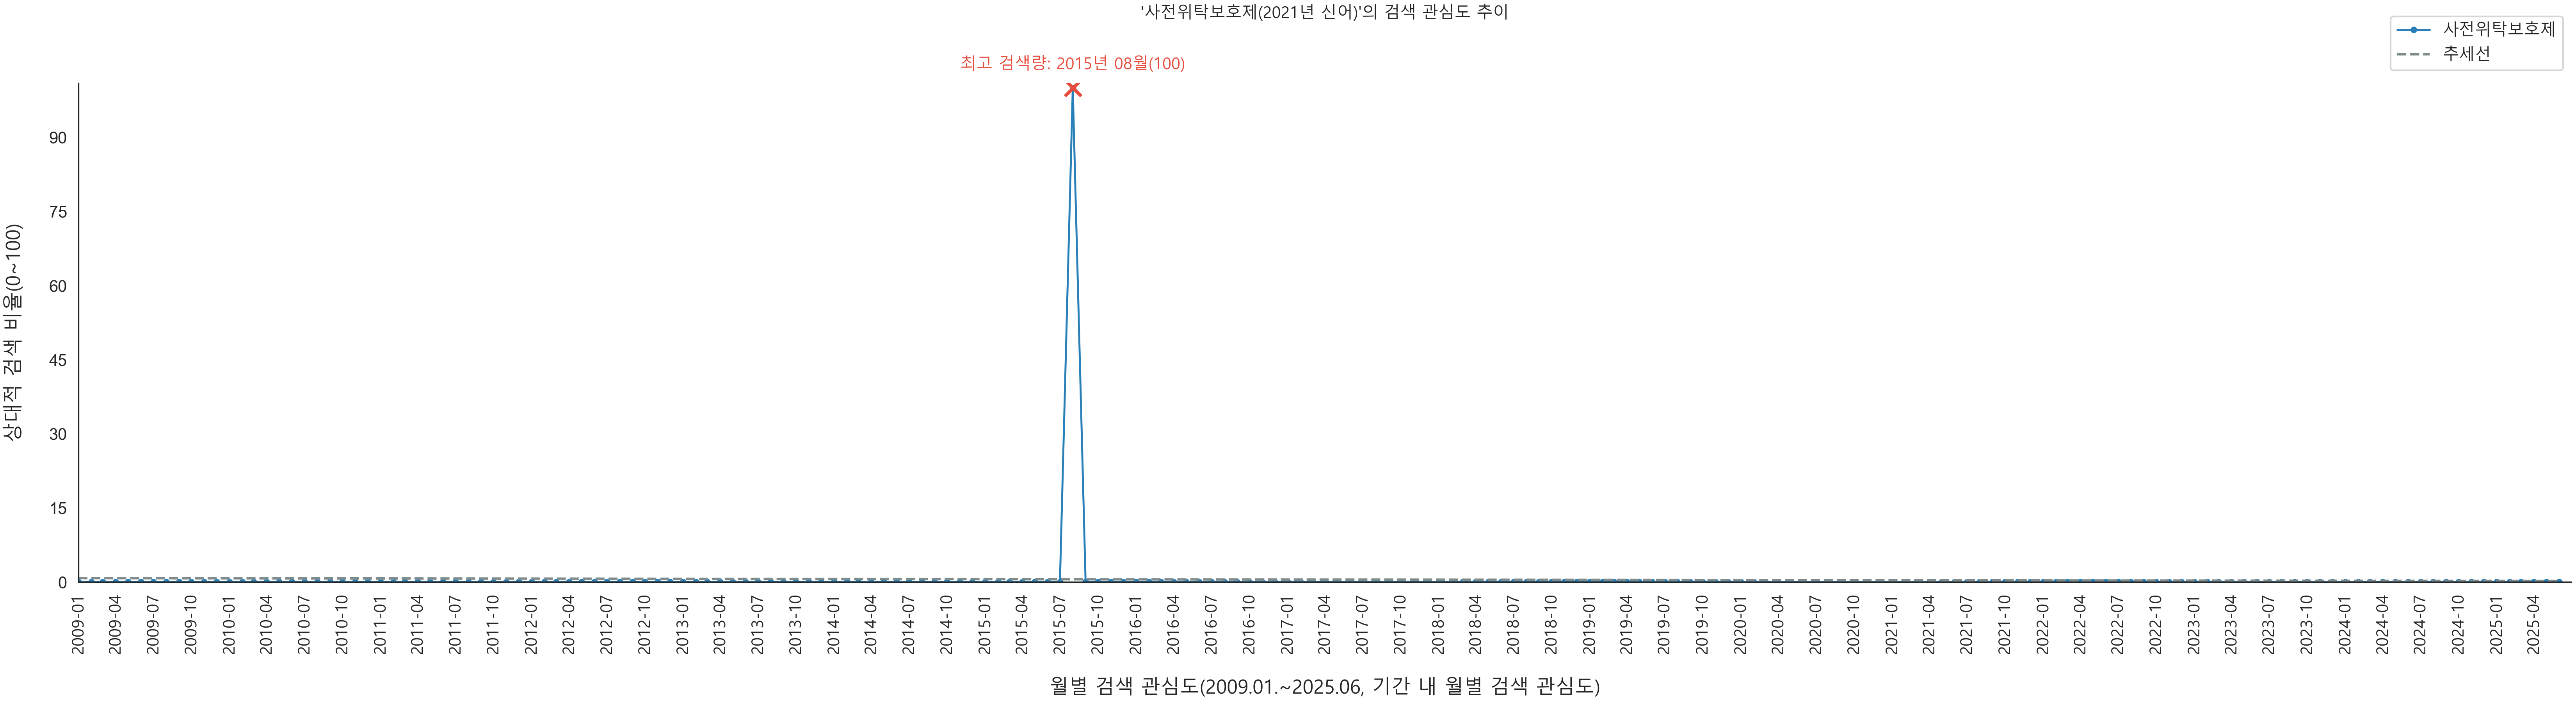 '사전위탁보호제(2021년 신어)'의 검색 관심도 추이
사전위탁보호제
추세선
최고 검색량: 2015년 08월(100)
상대적 검색 비율(0~100)
90
75
60
45
30
15
0
2009-01 2009-04 2009-07 2009-10 2010-01 2010-04 2010-07 2010-10 2011-01 2011-04 2011-07 2011-10 2012-01 2012-04 2012-07 2012-10 2013-01 2013-04 2013-07 2013-10 2014-01 2014-04 2014-07 2014-10 2015-01 2015-04 2015-07 2015-10 2016-01 2016-04 2016-07 2016-10 2017-01 2017-04 2017-07 2017-10 2018-01 2018-04 2018-07 2018-10 2019-01 2019-04 2019-07 2019-10 2020-01 2020-04 2020-07 2020-10 2021-01 2021-04 2021-07 2021-10 2022-01 2022-04 2022-07 2022-10 2023-01 2023-04 2023-07 2023-10 2024-01 2024-04 2024-07 2024-10 2025-01 2025-04
월별 검색 관심도(2009.01.~2025.06, 기간 내 월별 검색 관심도)